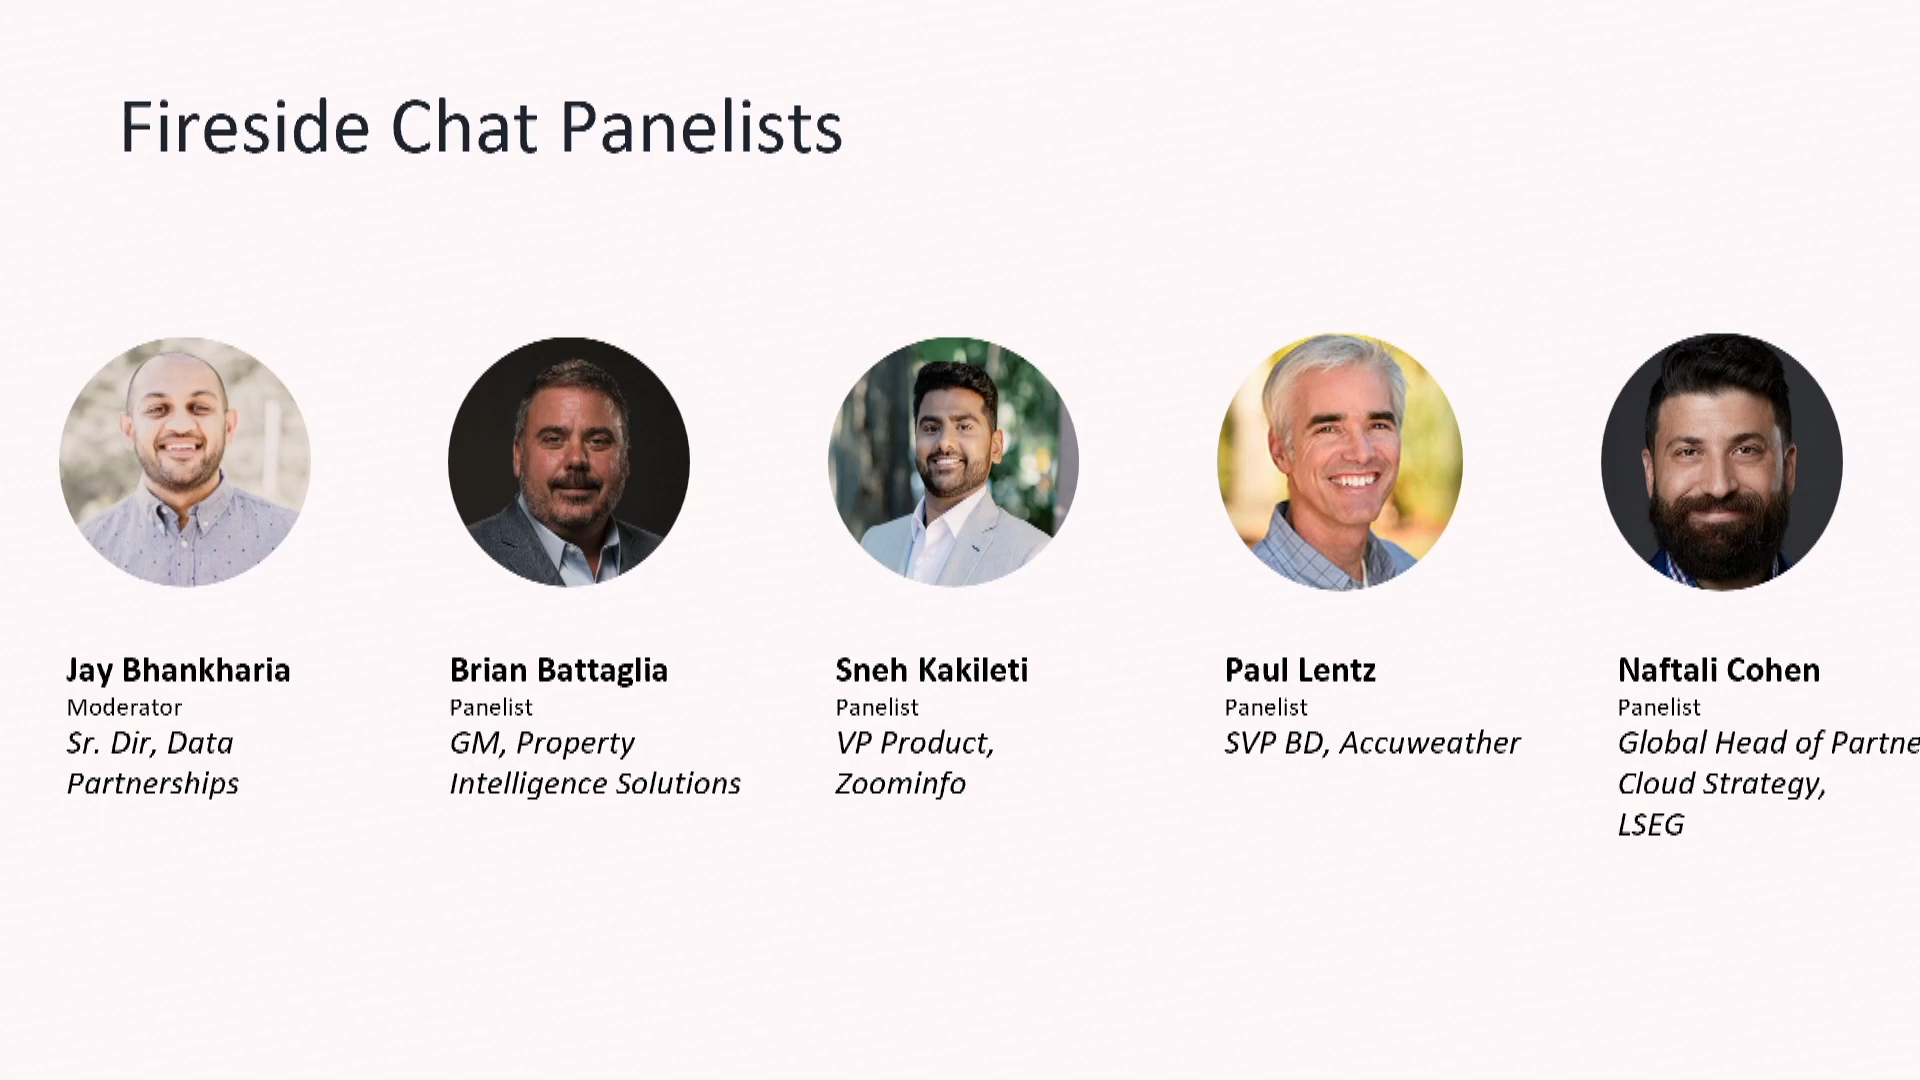 Fireside Chat Panelists
Jay Bhankharia
Moderator
Sr. Dir, Data
Partnerships
Brian Battaglia
Panelist
GM, Property
Intelligence Solutions
Sneh Kakileti
Panelist
VP Product,
Zoominfo
Paul Lentz
Panelist
SVP BD, Accuweather
Naftali Cohen
Panelist
Global Head of Partne
Cloud Strategy,
LSEG